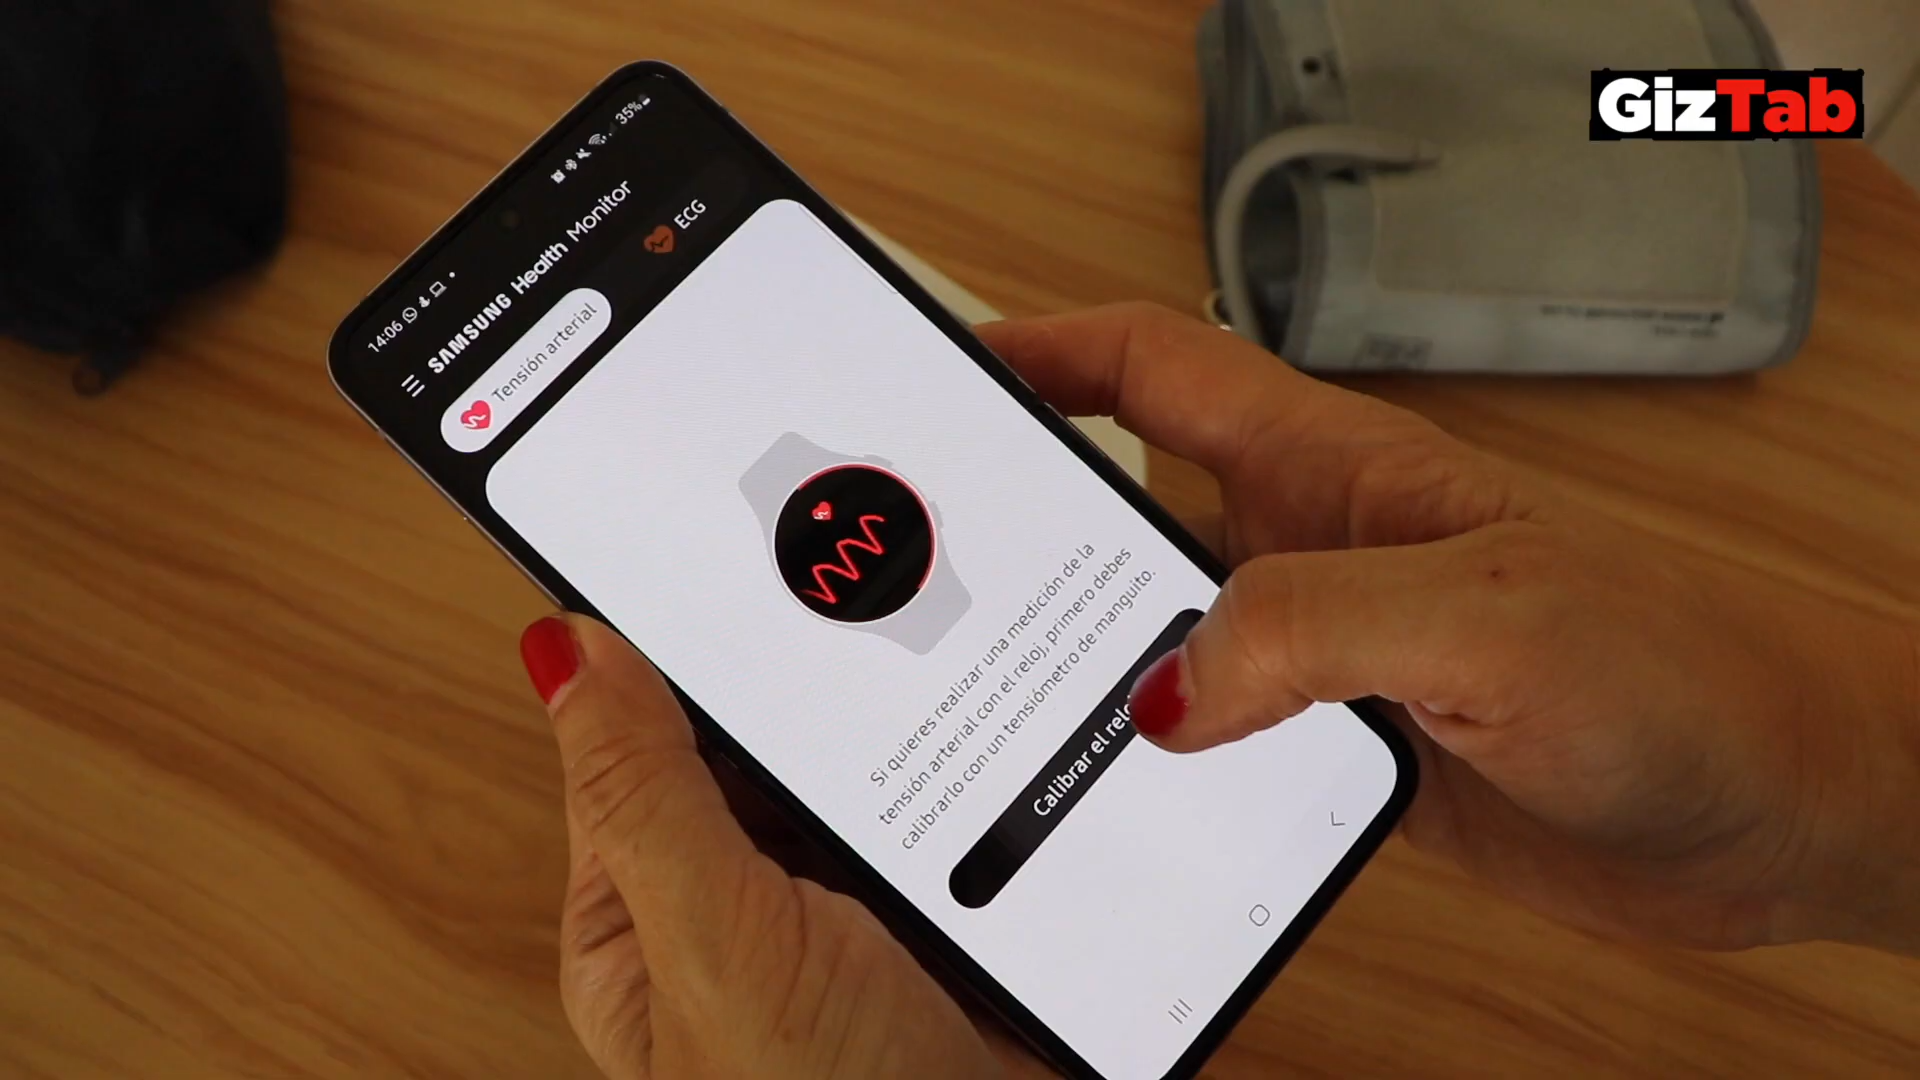 GizTab
14:06
35%
SAMSUNG Health Monitor
Tensión arterial
ECG
Si quieres realizar una medición de la
tensión arterial con el reloj, primero debes
calibrarlo con un tensiómetro de manguito.
Calibrar el reloj